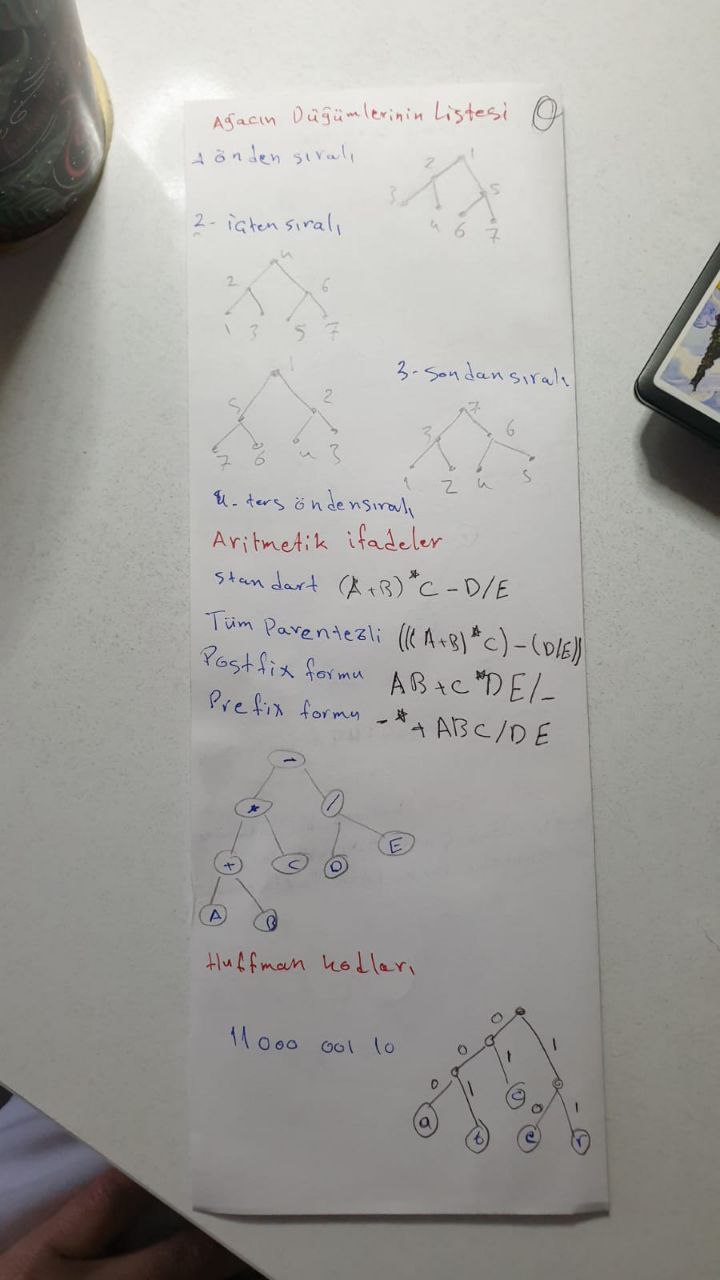 Ağacın Düğümlerinin Listesi
1 önden sıralı
1
2
3
4
5
6
7
2- içten sıralı
4
2
6
1
3
5
7
1
5
2
7
6
4
3
3-sondansıralı
7
3
6
1
2
4
5
4- ters öndensıralı
Aritmetik ifadeler
standart (A+B)*C-D/E
Tüm Parentezli (((A+B)*C)-(D/E))
Postfix formu AB+C*DE/-
Prefix formu -*+ABC/DE
-
*
/
+
C
D
E
A
B
Huffman kodları
11000 001 10
0
1
0
1
0
1
c
0
1
a
t
e
r